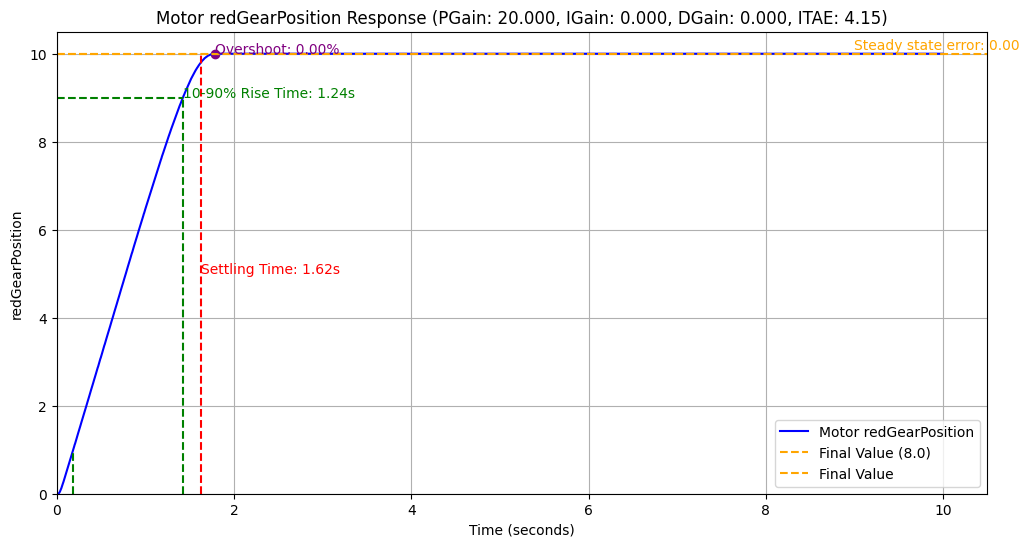 Motor redGearPosition Response (PGain: 20.000, IGain: 0.000, DGain: 0.000, ITAE: 4.15)
Steady state error: 0.00
Overshoot: 0.00%
10-90% Rise Time: 1.24s
Settling Time: 1.62s
redGearPosition
10
8
6
4
2
0
0 2 4 6 8 10
Time (seconds)
Motor redGearPosition
Final Value (8.0)
Final Value